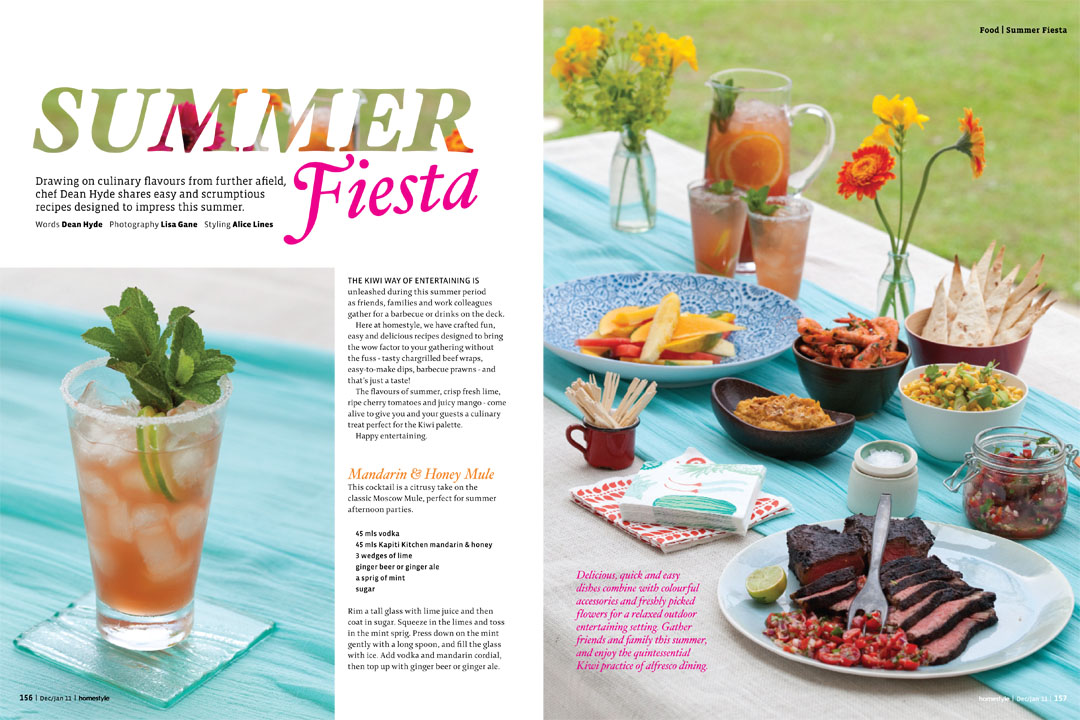 SUMMER
Fiesta
Drawing on culinary flavours from further afield,
chef Dean Hyde shares easy and scrumptious
recipes designed to impress this summer.
Words Dean Hyde Photography Lisa Gane Styling Alice Lines
THE KIWI WAY OF ENTERTAINING IS
unleashed during this summer period
as friends, families and work colleagues
gather for a barbecue or drinks on the deck.
Here at homestyle, we have crafted fun,
easy and delicious recipes designed to bring
the wow factor to your gathering without
the fuss - tasty chargrilled beef wraps,
easy-to-make dips, barbecue prawns - and
that's just a taste!
The flavours of summer, crisp fresh lime,
ripe cherry tomatoes and juicy mango - come
alive to give you and your guests a culinary
treat perfect for the Kiwi palette.
Happy entertaining.
Mandarin & Honey Mule
This cocktail is a citrusy take on the
classic Moscow Mule, perfect for summer
afternoon parties.
45 mls vodka
45 mls Kapiti Kitchen mandarin & honey
3 wedges of lime
ginger beer or ginger ale
a sprig of mint
sugar
Rim a tall glass with lime juice and then
coat in sugar. Squeeze in the limes and toss
in the mint sprig. Press down on the mint
gently with a long spoon, and fill the glass
with ice. Add vodka and mandarin cordial,
then top up with ginger beer or ginger ale.
156 | Dec/Jan 11 | homestyle
Food | Summer Fiesta
Delicious, quick and easy
dishes combine with colourful
accessories and freshly picked
flowers for a relaxed outdoor
entertaining setting. Gather
friends and family this summer,
and enjoy the quintessential
Kiwi practice of alfresco dining.
homestyle | Dec/Jan 11 | 157